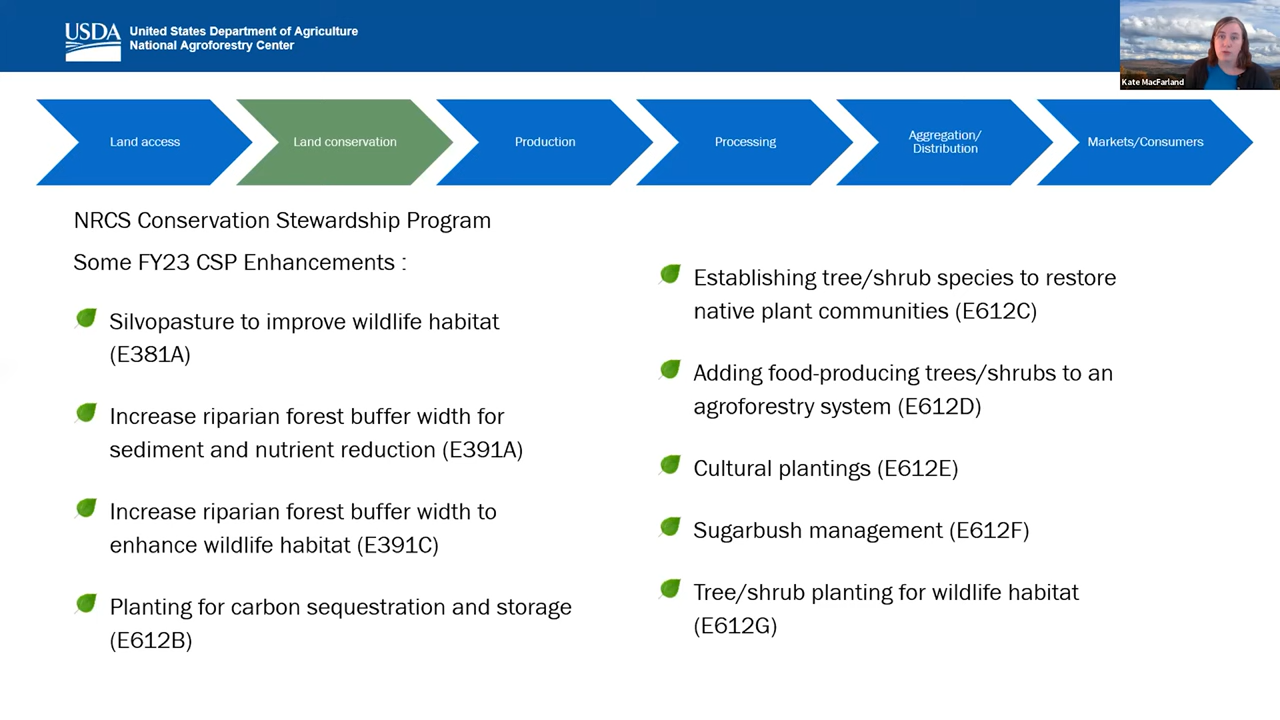 USDA
United States Department of Agriculture
National Agroforestry Center
Kate MacFarland
Land access
Land conservation
Production
Processing
Aggregation/
Distribution
Markets/Consumers
NRCS Conservation Stewardship Program
Some FY23 CSP Enhancements :
Silvopasture to improve wildlife habitat
(E381A)
Increase riparian forest buffer width for
sediment and nutrient reduction (E391A)
Increase riparian forest buffer width to
enhance wildlife habitat (E391C)
Planting for carbon sequestration and storage
(E612B)
Establishing tree/shrub species to restore
native plant communities (E612C)
Adding food-producing trees/shrubs to an
agroforestry system (E612D)
Cultural plantings (E612E)
Sugarbush management (E612F)
Tree/shrub planting for wildlife habitat
(E612G)